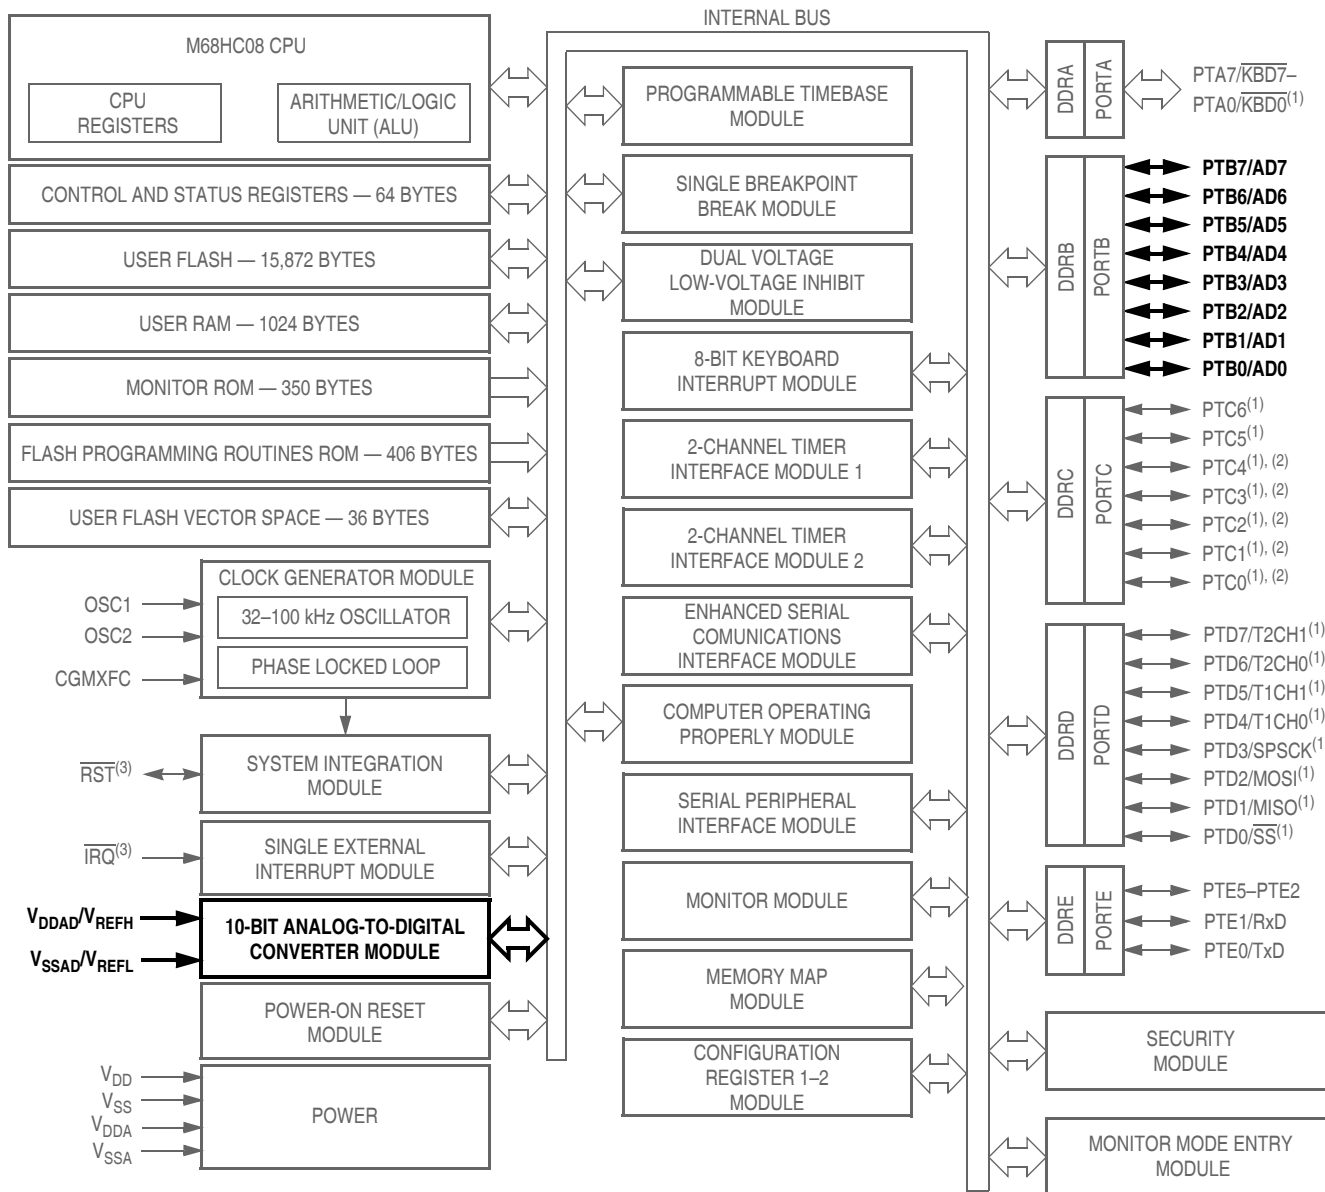 INTERNAL BUS
M68HC08 CPU
CPU
REGISTERS
ARITHMETIC/LOGIC
UNIT (ALU)
CONTROL AND STATUS REGISTERS — 64 BYTES
USER FLASH — 15,872 BYTES
USER RAM — 1024 BYTES
MONITOR ROM — 350 BYTES
FLASH PROGRAMMING ROUTINES ROM — 406 BYTES
USER FLASH VECTOR SPACE — 36 BYTES
CLOCK GENERATOR MODULE
32–100 kHz OSCILLATOR
PHASE LOCKED LOOP
OSC1
OSC2
CGMXFC
SYSTEM INTEGRATION
MODULE
RST(3)
SINGLE EXTERNAL
INTERRUPT MODULE
IRQ(3)
VDDAD/VREFH
VSSAD/VREFL
10-BIT ANALOG-TO-DIGITAL
CONVERTER MODULE
POWER-ON RESET
MODULE
VDD
VSS
VDDA
VSSA
POWER
PROGRAMMABLE TIMEBASE
MODULE
SINGLE BREAKPOINT
BREAK MODULE
DUAL VOLTAGE
LOW-VOLTAGE INHIBIT
MODULE
8-BIT KEYBOARD
INTERRUPT MODULE
2-CHANNEL TIMER
INTERFACE MODULE 1
2-CHANNEL TIMER
INTERFACE MODULE 2
ENHANCED SERIAL
COMUNICATIONS
INTERFACE MODULE
COMPUTER OPERATING
PROPERLY MODULE
SERIAL PERIPHERAL
INTERFACE MODULE
MONITOR MODULE
MEMORY MAP
MODULE
CONFIGURATION
REGISTER 1–2
MODULE
DDRA
PORTA
PTA7/KBD7–
PTA0/KBD0(1)
DDRB
PORTB
PTB7/AD7
PTB6/AD6
PTB5/AD5
PTB4/AD4
PTB3/AD3
PTB2/AD2
PTB1/AD1
PTB0/AD0
DDRC
PORTC
PTC6(1)
PTC5(1)
PTC4(1), (2)
PTC3(1), (2)
PTC2(1), (2)
PTC1(1), (2)
PTC0(1), (2)
DDRD
PORTD
PTD7/T2CH1(1)
PTD6/T2CH0(1)
PTD5/T1CH1(1)
PTD4/T1CH0(1)
PTD3/SPSCK(1
PTD2/MOSI(1)
PTD1/MISO(1)
PTD0/SS(1)
DDRE
PORTE
PTE5–PTE2
PTE1/RxD
PTE0/TxD
SECURITY
MODULE
MONITOR MODE ENTRY
MODULE